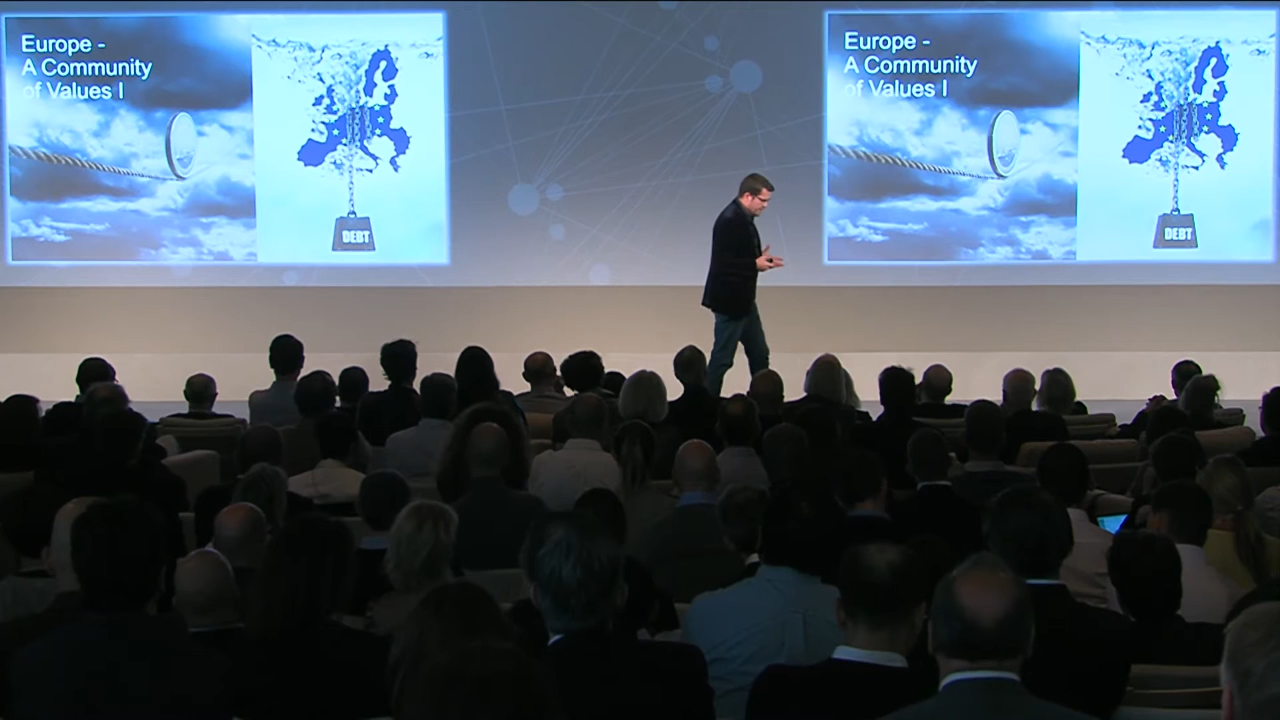 Europe -
A Community
of Values I
DEBT
Europe -
A Community
of Values I
DEBT